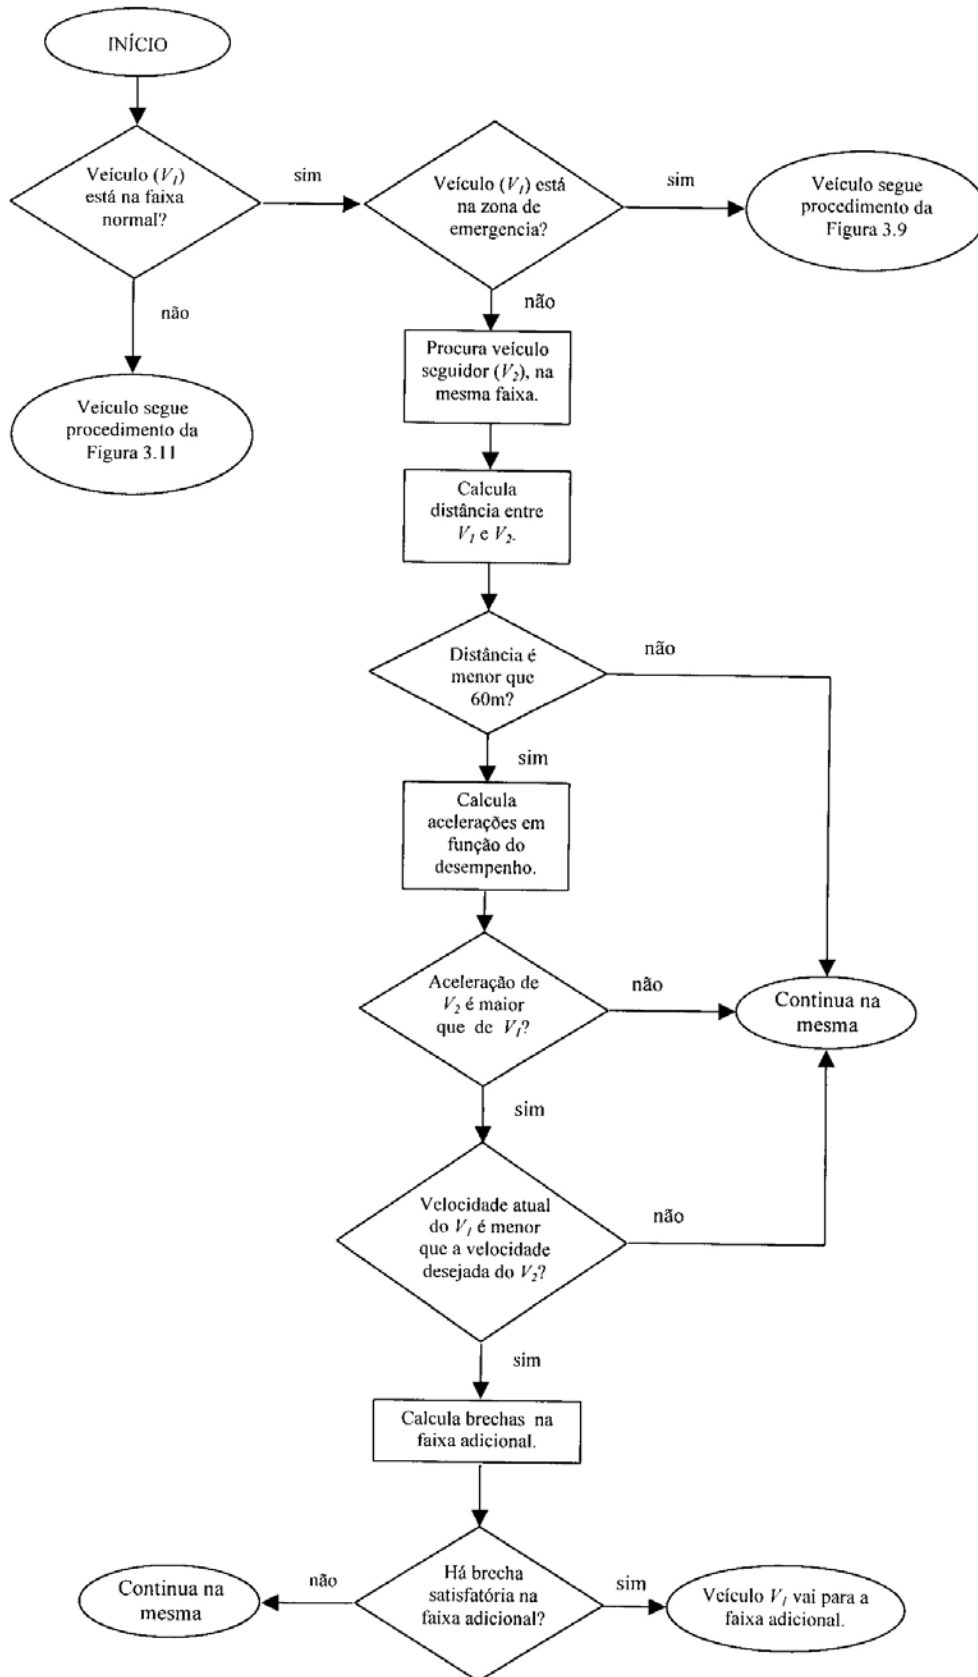 INÍCIO
Veículo (V1)
está na faixa
normal?
sim
Veículo (V1) está
na zona de
emergencia?
sim
Veículo segue
procedimento da
Figura 3.9
não
não
Veículo segue
procedimento da
Figura 3.11
Procura veículo
seguidor (V2), na
mesma faixa.
Calcula
distância entre
V1 e V2.
Distância é
menor que
60m?
não
sim
Calcula
acelerações em
função do
desempenho.
Aceleração de
V2 é maior
que de V1?
não
Continua na
mesma
sim
Velocidade atual
do V1 é menor
que a velocidade
desejada do V2?
não
sim
Calcula brechas na
faixa adicional.
Há brecha
satisfatória na
faixa adicional?
não
Continua na
mesma
sim
Veículo V1 vai para a
faixa adicional.